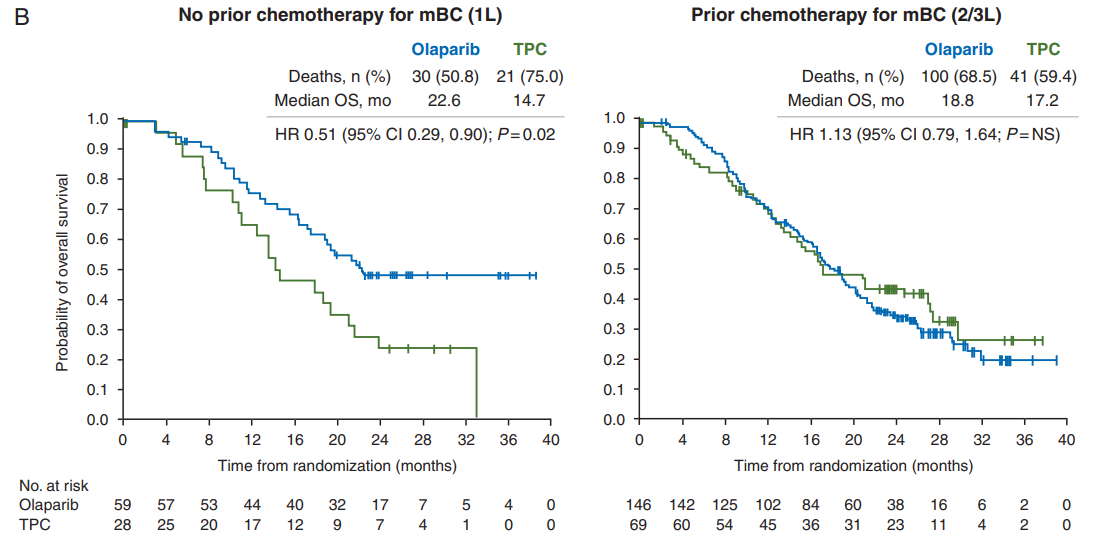 B
No prior chemotherapy for mBC (1L)
Olaparib TPC
Deaths, n (%) 30 (50.8) 21 (75.0)
Median OS, mo 22.6 14.7
HR 0.51 (95% CI 0.29, 0.90); P=0.02
Probability of overall survival
1.0
0.9
0.8
0.7
0.6
0.5
0.4
0.3
0.2
0.1
0.0
0 4 8 12 16 20 24 28 32 36 40
Time from randomization (months)
No. at risk
Olaparib 59 57 53 44 40 32 17 7 5 4 0
TPC 28 25 20 17 12 9 7 4 1 0 0
Prior chemotherapy for mBC (2/3L)
Olaparib TPC
Deaths, n (%) 100 (68.5) 41 (59.4)
Median OS, mo 18.8 17.2
HR 1.13 (95% CI 0.79, 1.64; P=NS)
1.0
0.9
0.8
0.7
0.6
0.5
0.4
0.3
0.2
0.1
0.0
0 4 8 12 16 20 24 28 32 36 40
Time from randomization (months)
146 142 125 102 84 60 38 16 6 2 0
69 60 54 45 36 31 23 11 4 2 0